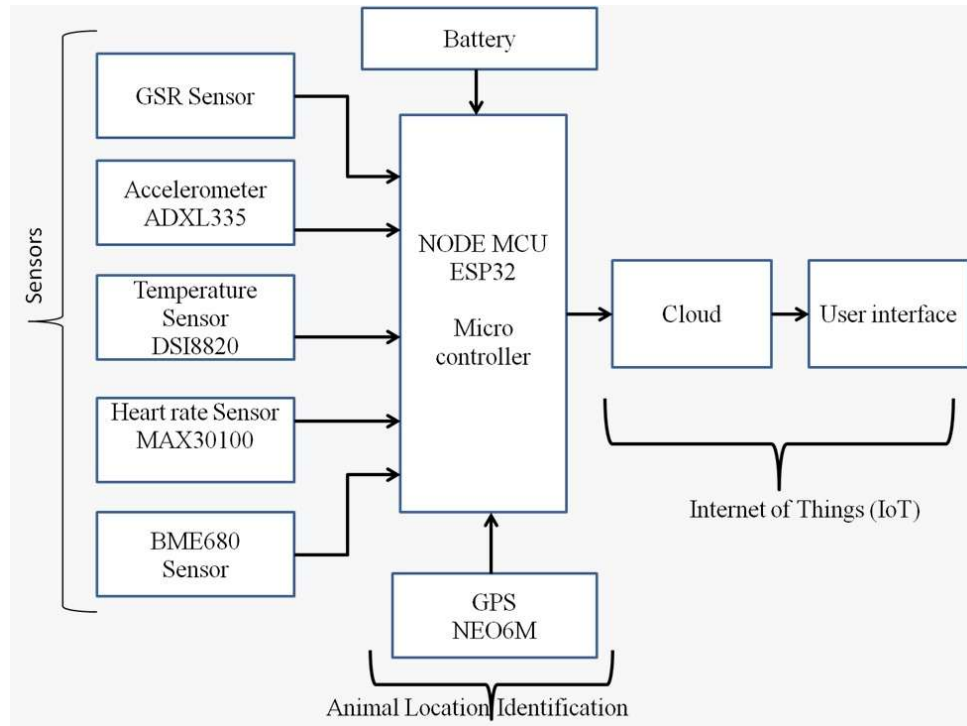 Battery
GSR Sensor
Accelerometer
ADXL335
Temperature
Sensor
DSI8820
Heart rate Sensor
MAX30100
BME680
Sensor
Sensors
NODE MCU
ESP32
Micro
controller
Cloud
User interface
Internet of Things (IoT)
GPS
NEO6M
Animal Location Identification